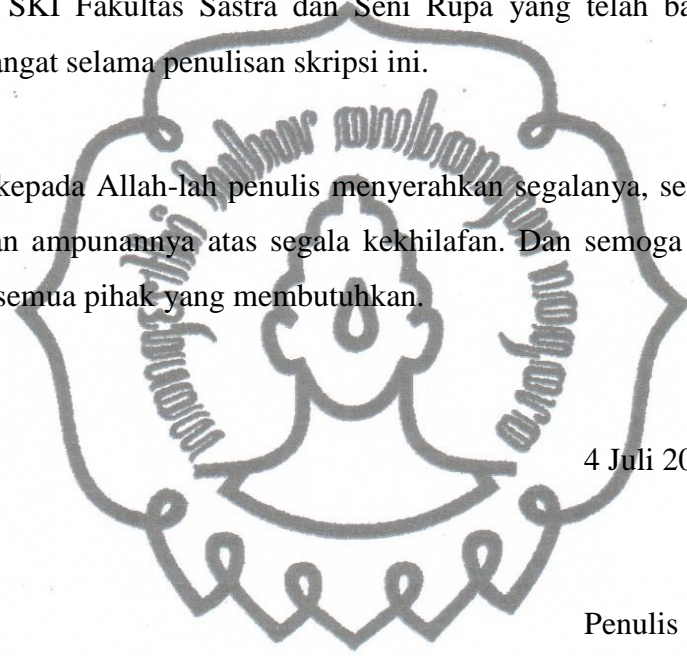 SKI Fakultas Sastra dan Seni Rupa yang telah ba
angat selama penulisan skripsi ini.
kepada Allah-lah penulis menyerahkan segalanya, se
an ampunannya atas segala kekhilafan. Dan semoga
semua pihak yang membutuhkan.
4 Juli 20
Penulis